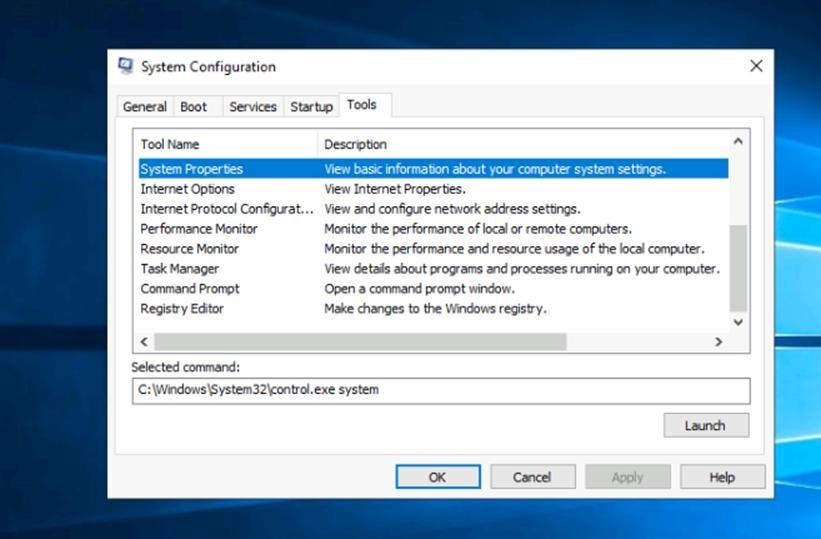 System Configuration
General Boot Services Startup Tools
Tool Name Description
System Properties View basic information about your computer system settings.
Internet Options View Internet Properties.
Internet Protocol Configurat... View and configure network address settings.
Performance Monitor Monitor the performance of local or remote computers.
Resource Monitor Monitor the performance and resource usage of the local computer.
Task Manager View details about programs and processes running on your computer.
Command Prompt Open a command prompt window.
Registry Editor Make changes to the Windows registry.
Selected command:
C:\Windows\System32\control.exe system
Launch
OK Cancel Apply Help